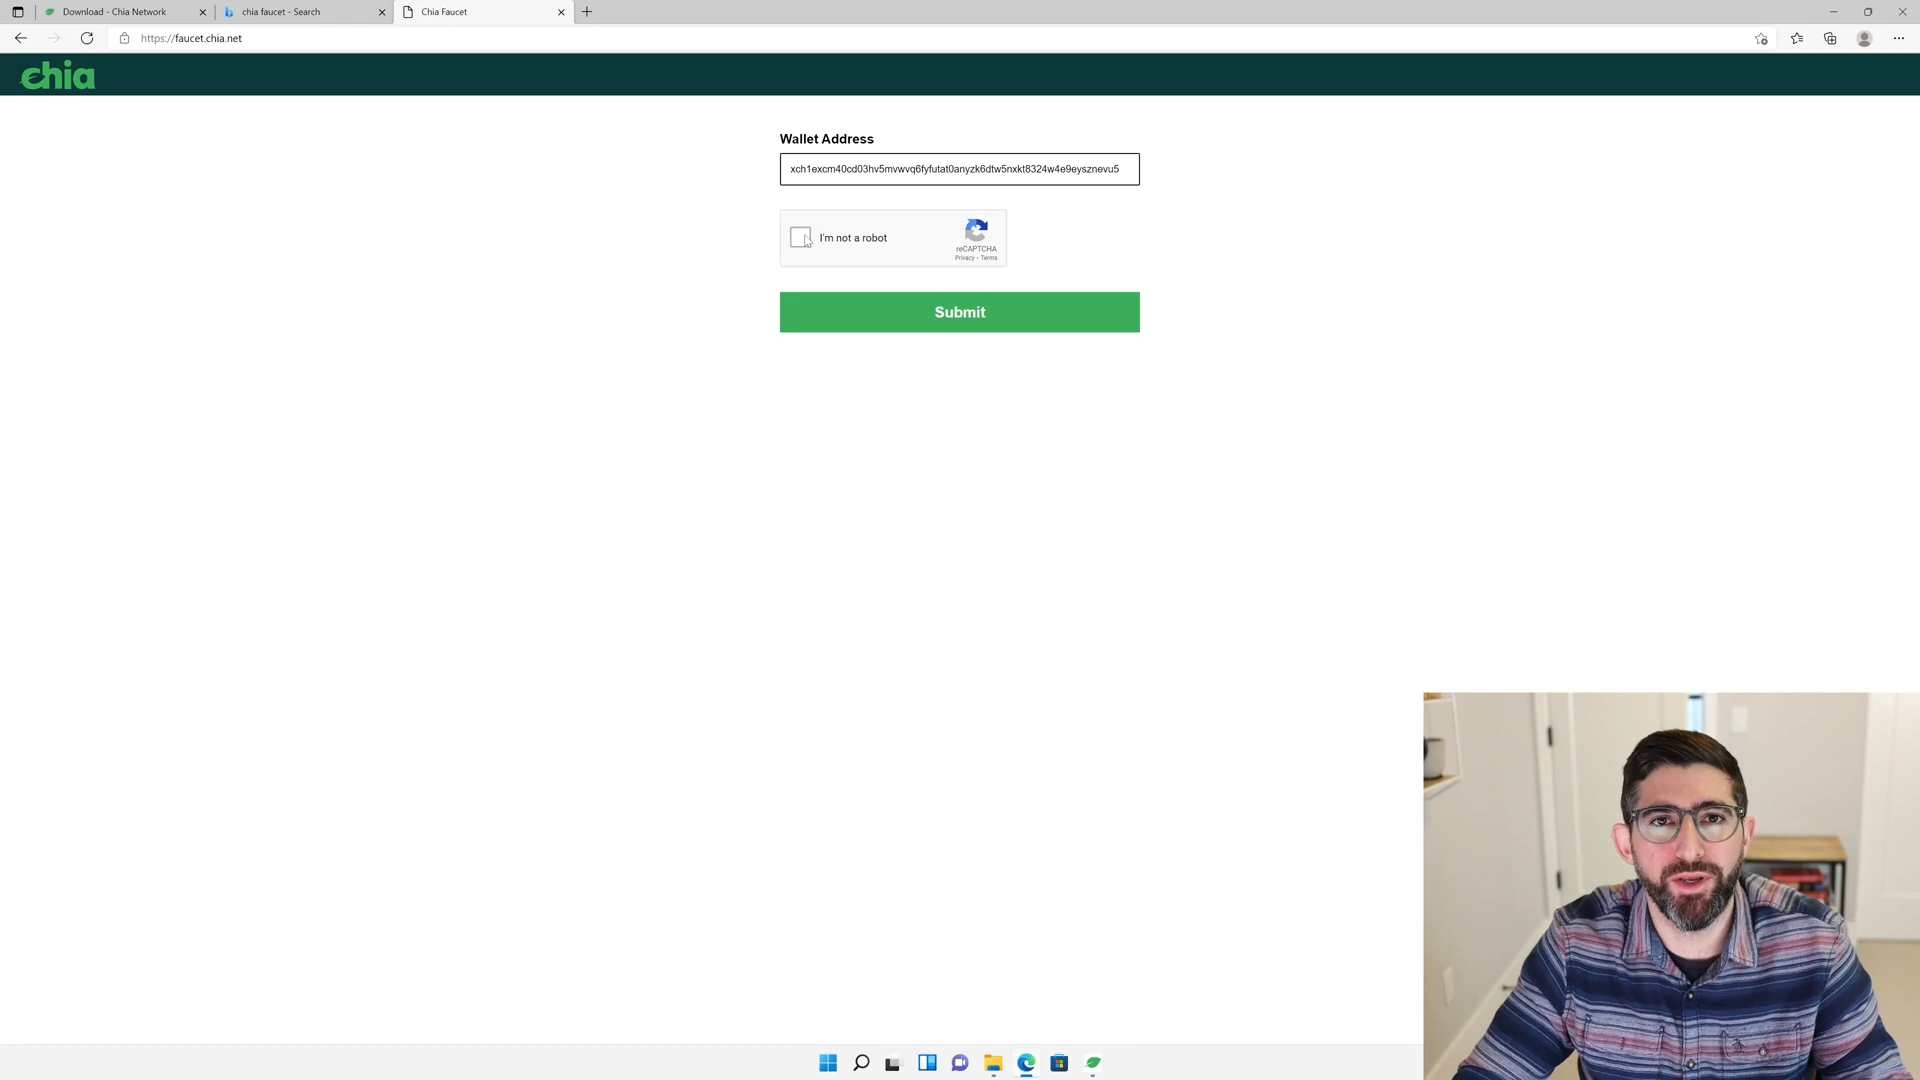 Download - Chia Network
chia faucet - Search
Chia Faucet
https://faucet.chia.net
chia
Wallet Address
xch1excm40cd03hv5mvwvq6fyfutat0anyzk6dtw5nxkt8324w4e9eysznevu5
I'm not a robot
reCAPTCHA
Privacy - Terms
Submit